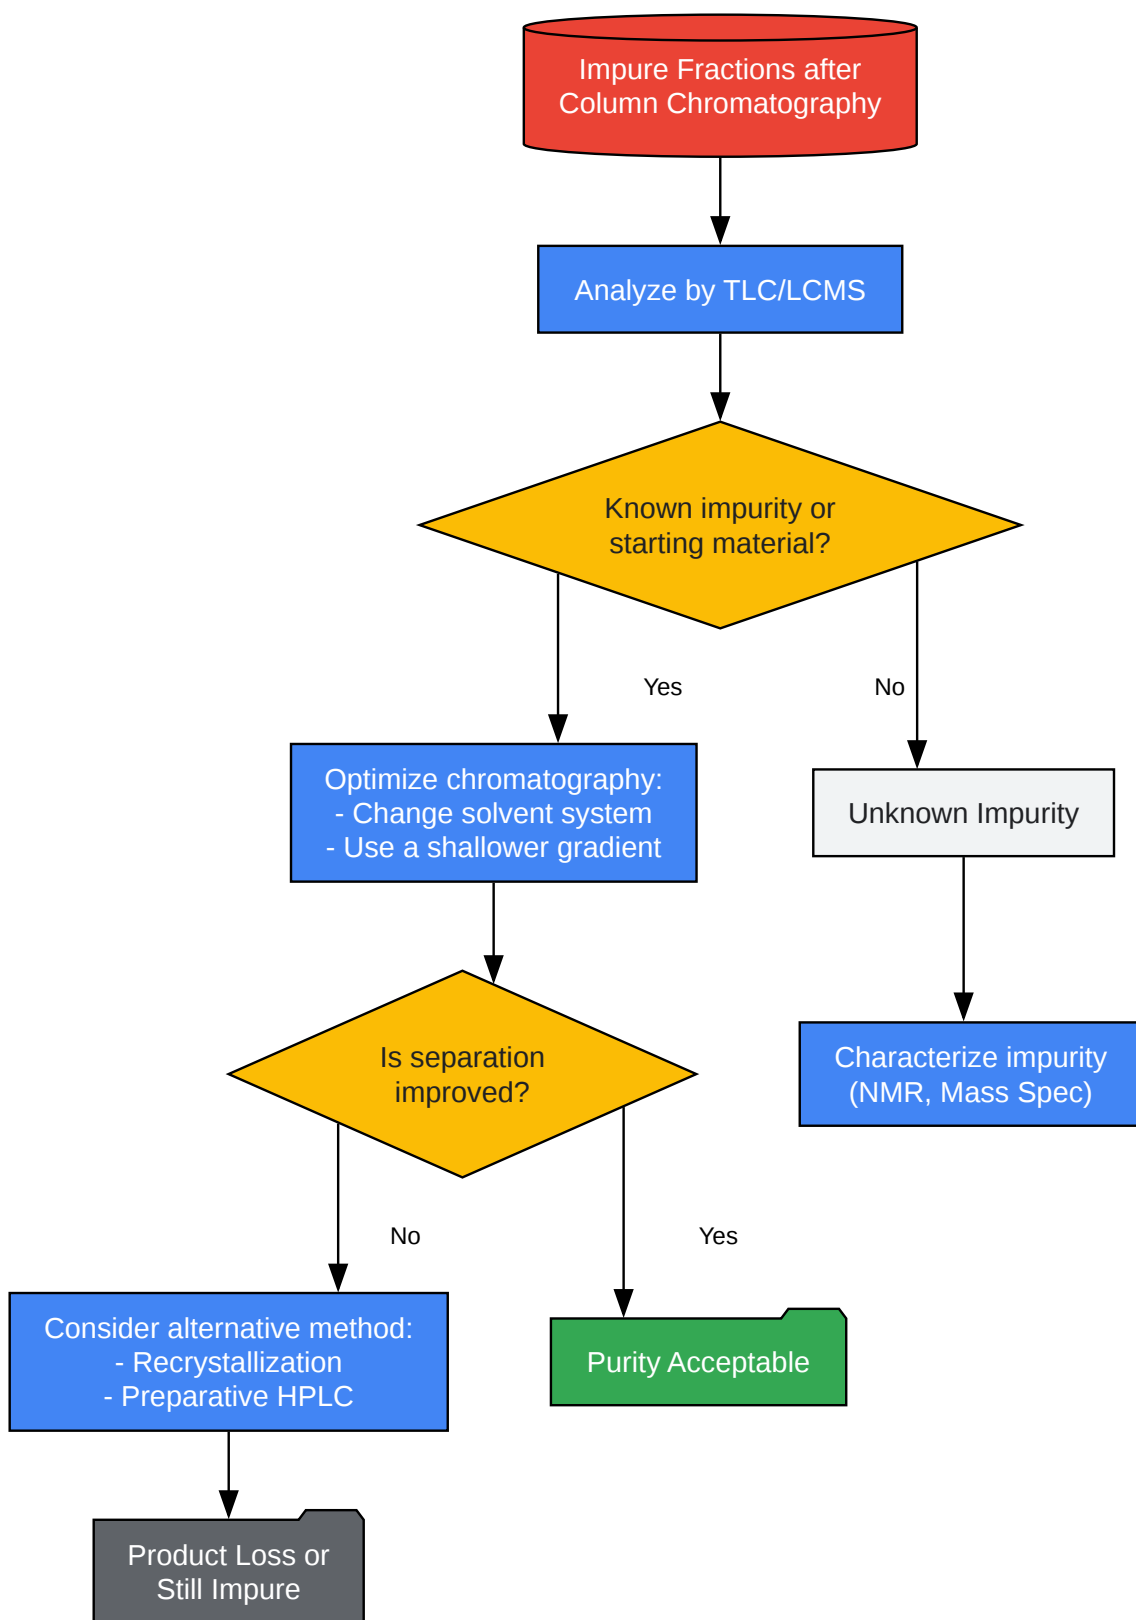 Impure Fractions after
Column Chromatography
Analyze by TLC/LCMS
Known impurity or
starting material?
Yes
No
Optimize chromatography:
- Change solvent system
- Use a shallower gradient
Unknown Impurity
Is separation
improved?
Characterize impurity
(NMR, Mass Spec)
No
Yes
Consider alternative method:
- Recrystallization
- Preparative HPLC
Purity Acceptable
Product Loss or
Still Impure